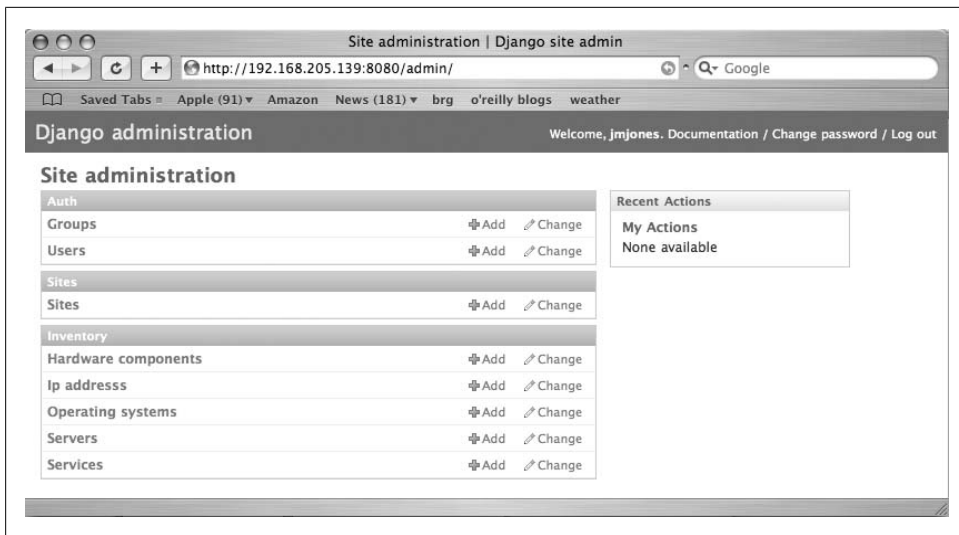 Site administration | Django site admin
http://192.168.205.139:8080/admin/
Google
Saved Tabs Apple (91) Amazon News (181) brg o'reilly blogs weather
Django administration
Welcome, jmjones. Documentation / Change password / Log out
Site administration
Auth
Groups Add Change
Users Add Change
Sites
Sites Add Change
Inventory
Hardware components Add Change
Ip addresss Add Change
Operating systems Add Change
Servers Add Change
Services Add Change
Recent Actions
My Actions
None available